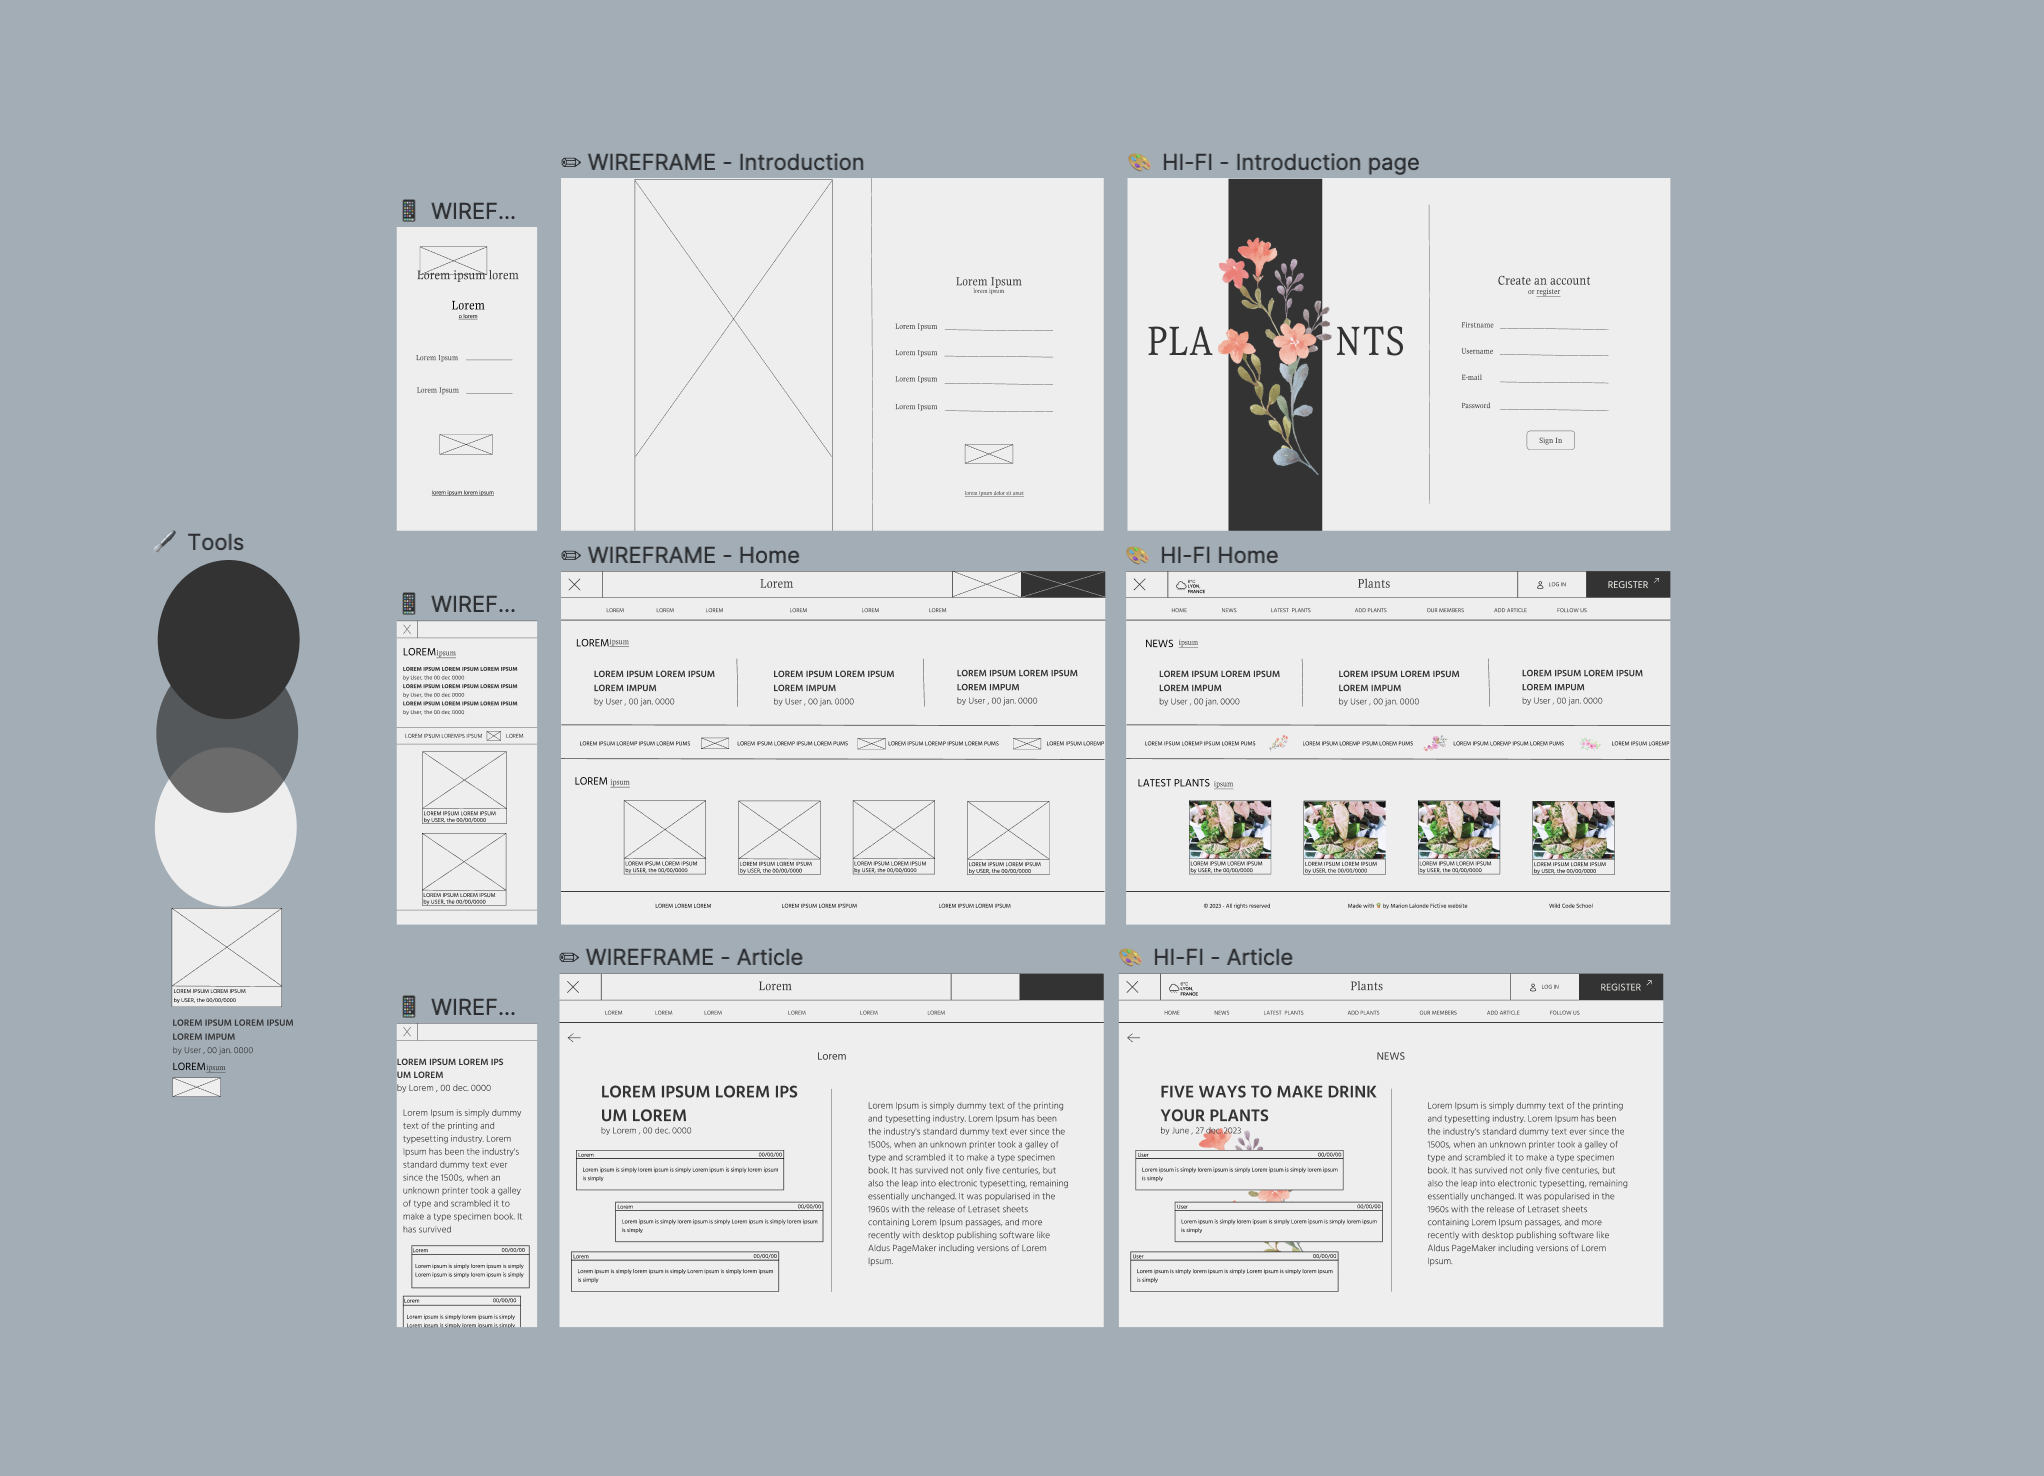 WIREFRAME - Introduction
HI-FI - Introduction page
WIREF...
Lorem ipsum lorem
Lorem
o lorem
Lorem Ipsum
Lorem Ipsum
lorem ipsum lorem ipsum
Lorem Ipsum
lorem ipsum
Lorem Ipsum
Lorem Ipsum
Lorem Ipsum
Lorem Ipsum
lorem ipsum dolor sit amet
PLA NTS
Create an account
or register
Firstname
Username
E-mail
Password
Sign In
Tools
LOREM IPSUM LOREM IPSUM
by USER, the 00/00/0000
LOREM IPSUM LOREM IPSUM
LOREM IMPUM
by User , 00 jan. 0000
LOREM ipsum
WIREFRAME - Home
HI-FI Home
WIREF...
X
LOREM ipsum
LOREM IPSUM LOREM IPSUM LOREM IPSUM
by User, the 00 dec 0000
LOREM IPSUM LOREM IPSUM LOREM IPSUM
by User, the 00 dec 0000
LOREM IPSUM LOREM IPSUM LOREM IPSUM
by User, the 00 dec 0000
LOREM IPSUM LOREMPS IPSUM LOREM
LOREM IPSUM LOREM IPSUM
by USER, the 00/00/0000
LOREM IPSUM LOREM IPSUM
by USER, the 00/00/0000
Lorem
LOREM LOREM LOREM LOREM LOREM LOREM
LOREM ipsum
LOREM IPSUM LOREM IPSUM
LOREM IMPUM
by User , 00 jan. 0000
LOREM IPSUM LOREM IPSUM
LOREM IMPUM
by User , 00 jan. 0000
LOREM IPSUM LOREM IPSUM
LOREM IMPUM
by User , 00 jan. 0000
LOREM IPSUM LOREMP IPSUM LOREM PUMS LOREM IPSUM LOREMP IPSUM LOREM PUMS LOREM IPSUM LOREMP IPSUM LOREM PUMS LOREM IPSUM LOREMP
LOREM ipsum
LOREM IPSUM LOREM IPSUM
by USER, the 00/00/0000
LOREM IPSUM LOREM IPSUM
by USER, the 00/00/0000
LOREM IPSUM LOREM IPSUM
by USER, the 00/00/0000
LOREM IPSUM LOREM IPSUM
by USER, the 00/00/0000
LOREM LOREM LOREM
LOREM IPSUM LOREM IPSPUM
LOREM IPSUM LOREM IPSUM
LYON,
FRANCE
Plants
LOG IN
REGISTER
HOME NEWS LATEST PLANTS ADD PLANTS OUR MEMBERS ADD ARTICLE FOLLOW US
NEWS ipsum
LOREM IPSUM LOREM IPSUM
LOREM IMPUM
by User , 00 jan. 0000
LOREM IPSUM LOREM IPSUM
LOREM IMPUM
by User , 00 jan. 0000
LOREM IPSUM LOREM IPSUM
LOREM IMPUM
by User , 00 jan. 0000
LOREM IPSUM LOREMP IPSUM LOREM PUMS LOREM IPSUM LOREMP IPSUM LOREM PUMS LOREM IPSUM LOREMP IPSUM LOREM PUMS LOREM IPSUM LOREMP
LATEST PLANTS ipsum
LOREM IPSUM LOREM IPSUM
by USER, the 00/00/0000
LOREM IPSUM LOREM IPSUM
by USER, the 00/00/0000
LOREM IPSUM LOREM IPSUM
by USER, the 00/00/0000
LOREM IPSUM LOREM IPSUM
by USER, the 00/00/0000
© 2023 - All rights reserved
Made with by Marion Lalonde Fictive website
Wild Code School
WIREFRAME - Article
HI-FI - Article
WIREF...
X
LOREM IPSUM LOREM IPS
UM LOREM
by Lorem , 00 dec. 0000
Lorem Ipsum is simply dummy
text of the printing and
typesetting industry. Lorem
Ipsum has been the industry's
standard dummy text ever
since the 1500s, when an
unknown printer took a galley
of type and scrambled it to
make a type specimen book. It
has survived
Lorem 00/00/00
Lorem ipsum is simply lorem ipsum is simply
Lorem ipsum is simply lorem ipsum is simply
Lorem 00/00/00
Lorem ipsum is simply lorem ipsum is simply
Lorem ipsum is simply lorem ipsum is simply
Lorem
LOREM LOREM LOREM LOREM LOREM LOREM
Lorem
LOREM IPSUM LOREM IPS
UM LOREM
by Lorem , 00 dec. 0000
Lorem 00/00/00
Lorem ipsum is simply lorem ipsum is simply Lorem ipsum is simply lorem ipsum
is simply
Lorem 00/00/00
Lorem ipsum is simply lorem ipsum is simply Lorem ipsum is simply lorem ipsum
is simply
Lorem 00/00/00
Lorem ipsum is simply lorem ipsum is simply Lorem ipsum is simply lorem ipsum
is simply
Lorem Ipsum is simply dummy text of the printing
and typesetting industry. Lorem Ipsum has been
the industry's standard dummy text ever since the
1500s, when an unknown printer took a galley of
type and scrambled it to make a type specimen
book. It has survived not only five centuries, but
also the leap into electronic typesetting, remaining
essentially unchanged. It was popularised in the
1960s with the release of Letraset sheets
containing Lorem Ipsum passages, and more
recently with desktop publishing software like
Aldus PageMaker including versions of Lorem
Ipsum.
LYON,
FRANCE
Plants
LOG IN
REGISTER
HOME NEWS LATEST PLANTS ADD PLANTS OUR MEMBERS ADD ARTICLE FOLLOW US
NEWS
FIVE WAYS TO MAKE DRINK
YOUR PLANTS
by June , 27 dec. 2023
User 00/00/00
Lorem ipsum is simply lorem ipsum is simply Lorem ipsum is simply lorem ipsum
is simply
User 00/00/00
Lorem ipsum is simply lorem ipsum is simply Lorem ipsum is simply lorem ipsum
is simply
User 00/00/00
Lorem ipsum is simply lorem ipsum is simply Lorem ipsum is simply lorem ipsum
is simply
Lorem Ipsum is simply dummy text of the printing
and typesetting industry. Lorem Ipsum has been
the industry's standard dummy text ever since the
1500s, when an unknown printer took a galley of
type and scrambled it to make a type specimen
book. It has survived not only five centuries, but
also the leap into electronic typesetting, remaining
essentially unchanged. It was popularised in the
1960s with the release of Letraset sheets
containing Lorem Ipsum passages, and more
recently with desktop publishing software like
Aldus PageMaker including versions of Lorem
Ipsum.